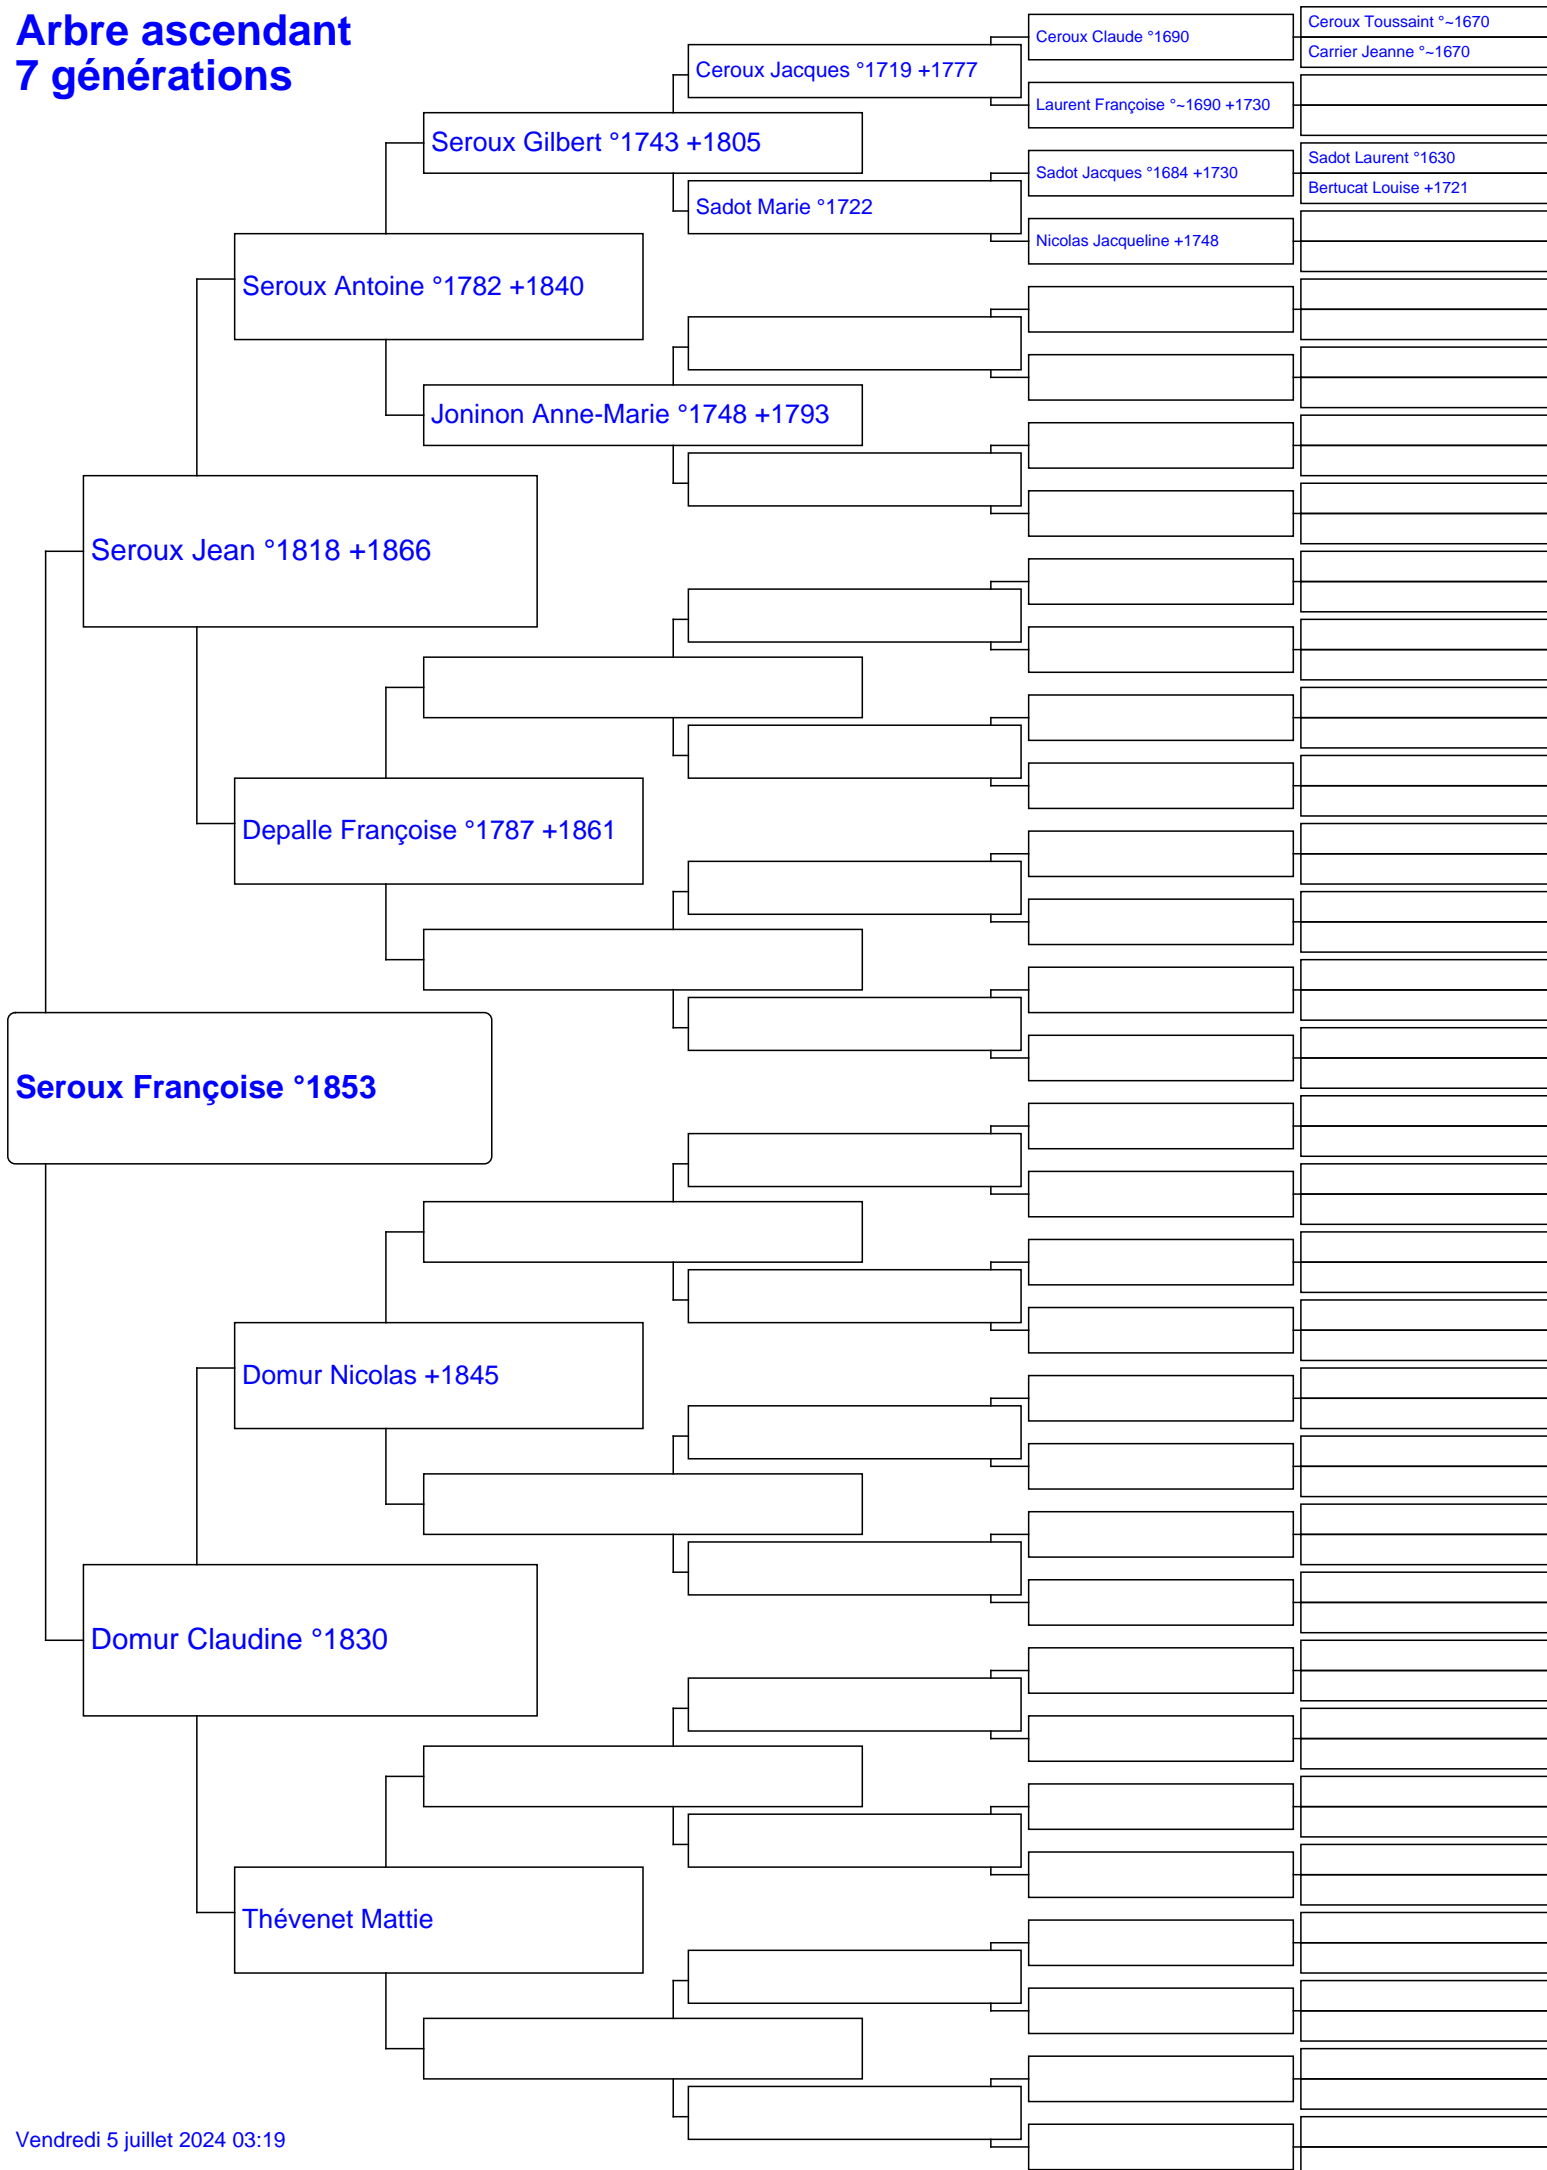 Arbre ascendant
7 générations
Ceroux Toussaint °~1670
Ceroux Claude °1690
Carrier Jeanne °~1670
Ceroux Jacques °1719 +1777
Laurent Françoise °~1690 +1730
Seroux Gilbert °1743 +1805
Sadot Laurent °1630
Sadot Jacques °1684 +1730
Bertucat Louise +1721
Sadot Marie °1722
Nicolas Jacqueline +1748
Seroux Antoine °1782 +1840
Joninon Anne-Marie °1748 +1793
Seroux Jean °1818 +1866
Depalle Françoise °1787 +1861
Seroux Françoise °1853
Domur Nicolas +1845
Domur Claudine °1830
Thévenet Mattie
Vendredi 5 juillet 2024 03:19